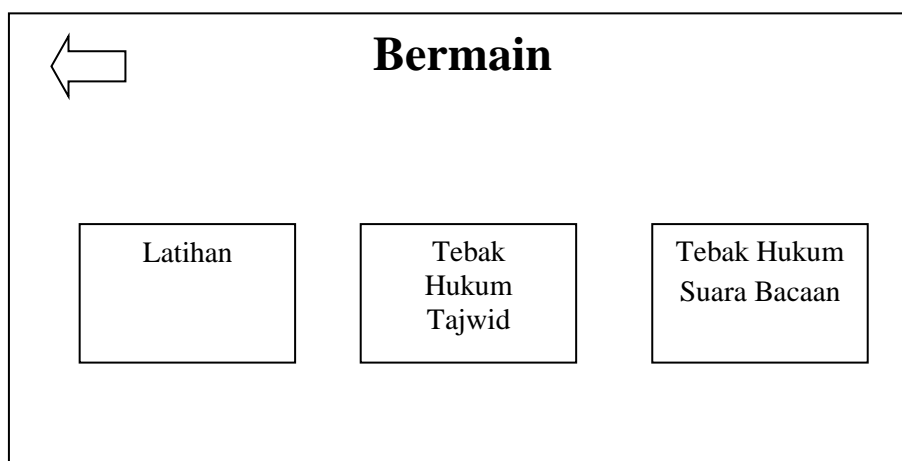 Bermain
Latihan
Tebak
Hukum
Tajwid
Tebak Hukum
Suara Bacaan